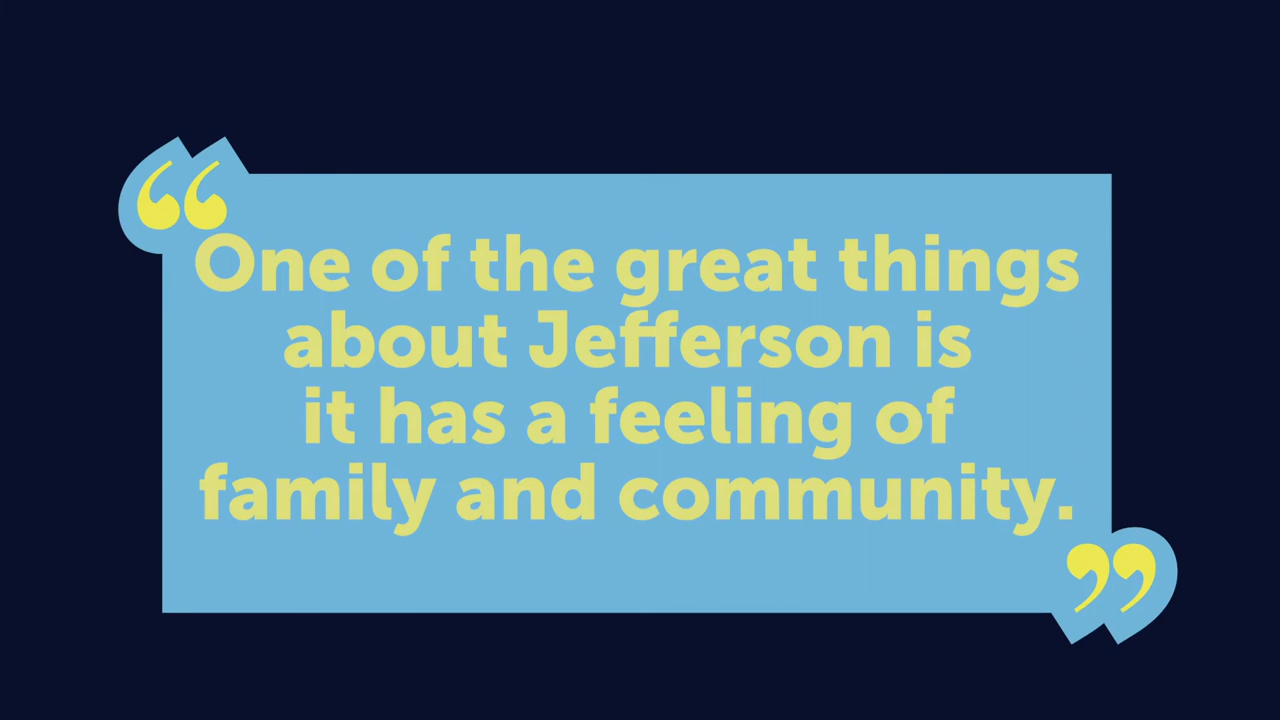 “One of the great things
about Jefferson is
it has a feeling of
family and community.”